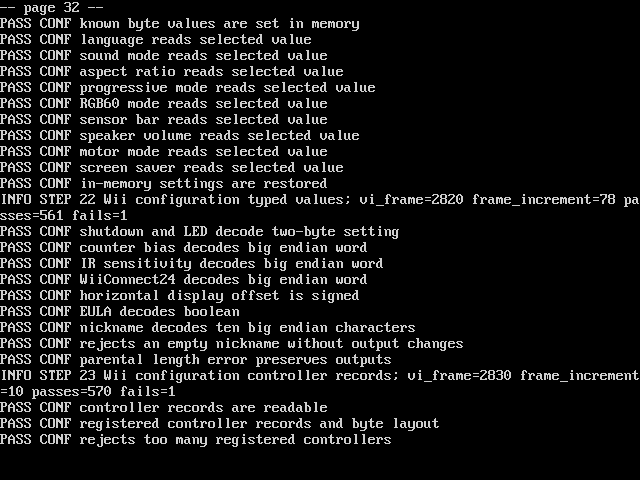 -- page 32 --
PASS CONF known byte values are set in memory
PASS CONF language reads selected value
PASS CONF sound mode reads selected value
PASS CONF aspect ratio reads selected value
PASS CONF progressive mode reads selected value
PASS CONF RGB60 mode reads selected value
PASS CONF sensor bar reads selected value
PASS CONF speaker volume reads selected value
PASS CONF motor mode reads selected value
PASS CONF screen saver reads selected value
PASS CONF in-memory settings are restored
INFO STEP 22 Wii configuration typed values; vi_frame=2820 frame_increment=78 pa
sses=561 fails=1
PASS CONF shutdown and LED decode two-byte setting
PASS CONF counter bias decodes big endian word
PASS CONF IR sensitivity decodes big endian word
PASS CONF WiiConnect24 decodes big endian word
PASS CONF horizontal display offset is signed
PASS CONF EULA decodes boolean
PASS CONF nickname decodes ten big endian characters
PASS CONF rejects an empty nickname without output changes
PASS CONF parental length error preserves outputs
INFO STEP 23 Wii configuration controller records; vi_frame=2830 frame_increment
=10 passes=570 fails=1
PASS CONF controller records are readable
PASS CONF registered controller records and byte layout
PASS CONF rejects too many registered controllers